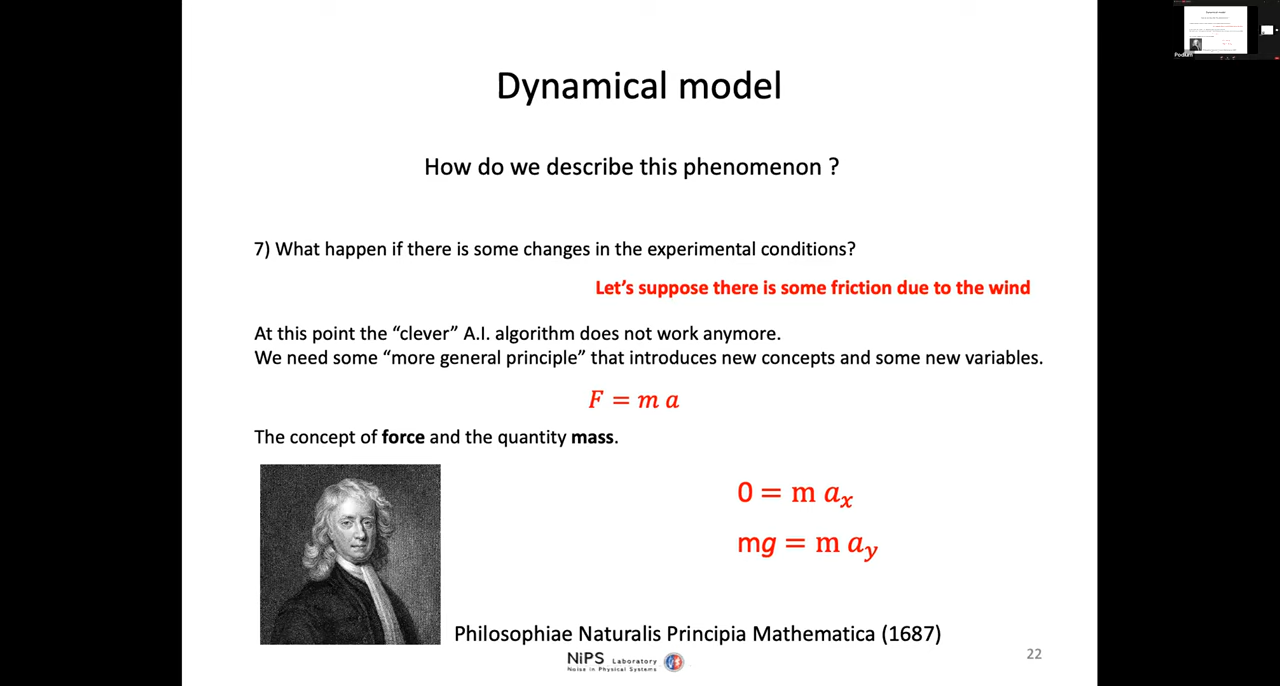 Dynamical model
How do we describe this phenomenon ?
7) What happen if there is some changes in the experimental conditions?
Let’s suppose there is some friction due to the wind
At this point the “clever” A.I. algorithm does not work anymore.
We need some “more general principle” that introduces new concepts and some new variables.
F = m a
The concept of force and the quantity mass.
0 = m aₓ
mg = m a_y
Philosophiae Naturalis Principia Mathematica (1687)
NiPS Laboratory
Noise in Physical Systems
22
Podium